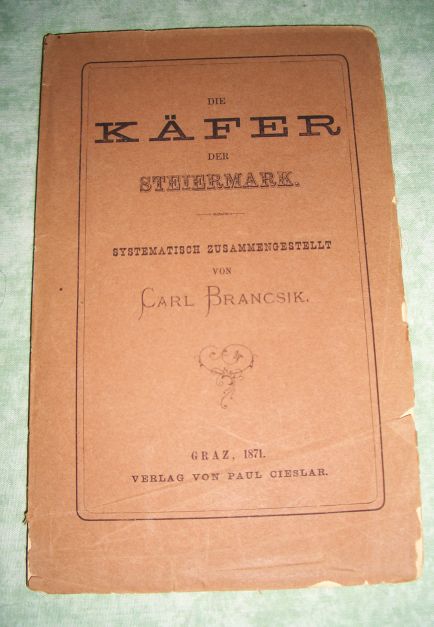 DIE
KÄFER
DER
STEIERMARK.
SYSTEMATISCH ZUSAMMENGESTELLT
VON
CARL BRANCSIK.
GRAZ, 1871.
VERLAG VON PAUL CIESLAR.